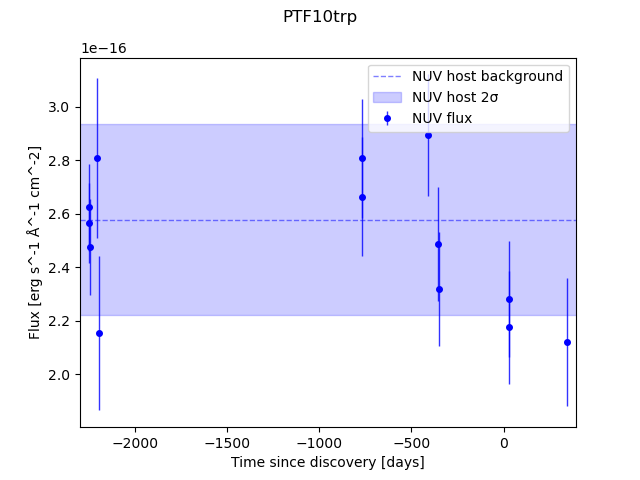 PTF10trp
1e−16
NUV host background
NUV host 2σ
NUV flux
3.0
2.8
2.6
2.4
2.2
2.0
Flux [erg s^-1 Å^-1 cm^-2]
−2000
−1500
−1000
−500
0
Time since discovery [days]